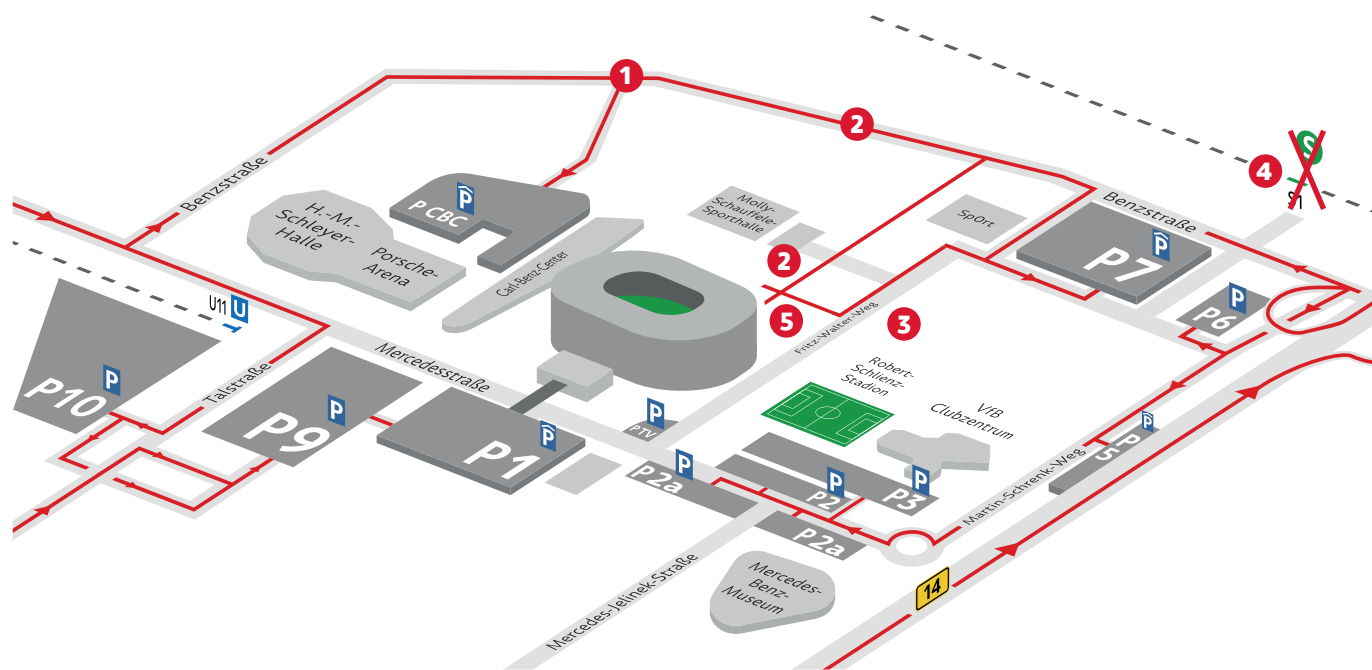 1
2
S
4
S1
Benzstraße
P
P CBC
Molly-
Schauffele-
Sporthalle
SpOrt
Benzstraße
H.-M.-
Schleyer-
Halle
Porsche-
Arena
Carl-Benz-Center
P
P7
2
5
3
U11 U
P
P6
Fritz-Walter-Weg
Mercedesstraße
Talstraße
P
P10
P
P9
Robert-
Schlienz-
Stadion
VfB
Clubzentrum
P
PTV
P
P1
P
P5
P
P2a
P
P2
P
P3
P2a
Martin-Schrenk-Weg
Mercedes-Jelinek-Straße
Mercedes-
Benz-
Museum
14